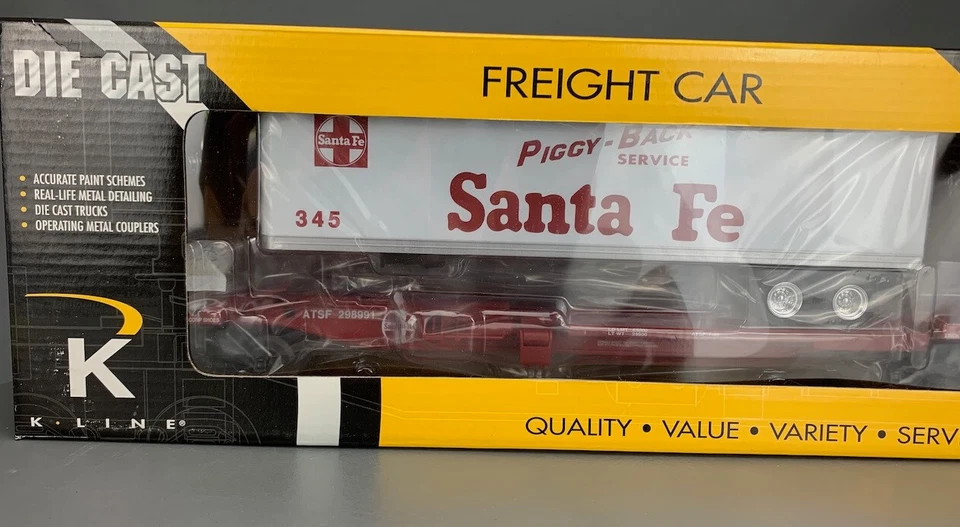 DIE CAST
FREIGHT CAR
• ACCURATE PAINT SCHEMES
• REAL-LIFE METAL DETAILING
• DIE CAST TRUCKS
• OPERATING METAL COUPLERS
Santa Fe
PIGGY-BACK
SERVICE
Santa Fe
345
ATSF 298991
K
K·LINE®
QUALITY • VALUE • VARIETY • SERV